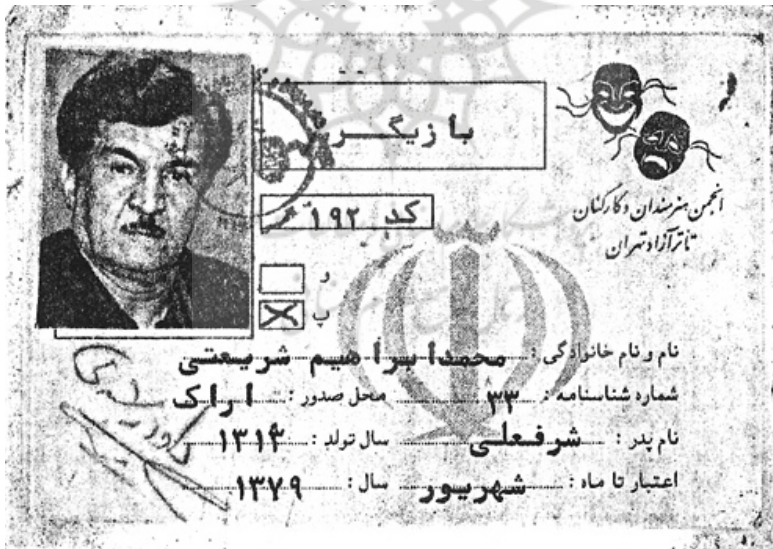 بازیگر
انجمن هنرمندان و کارکنان
تئاتر آزاد تهران
کد ۱۹۲
ر
پ
نام و نام خانوادگی : محمدابراهیم شریعتی
شماره شناسنامه : ۳۳ محل صدور : اراک
نام پدر : شرفعلی سال تولد : ۱۳۱۴
اعتبار تا ماه : شهریور سال : ۱۳۷۹